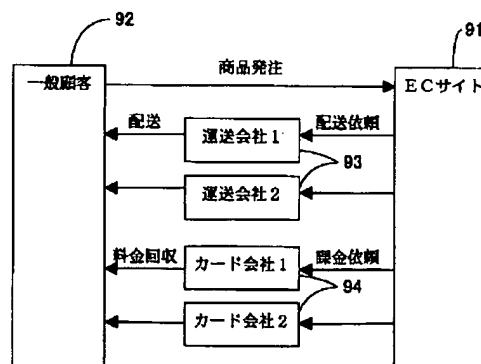 92
91
一般顧客
商品発注
ECサイト
配送
運送会社1
配送依頼
93
運送会社2
料金回収
カード会社1
課金依頼
94
カード会社2